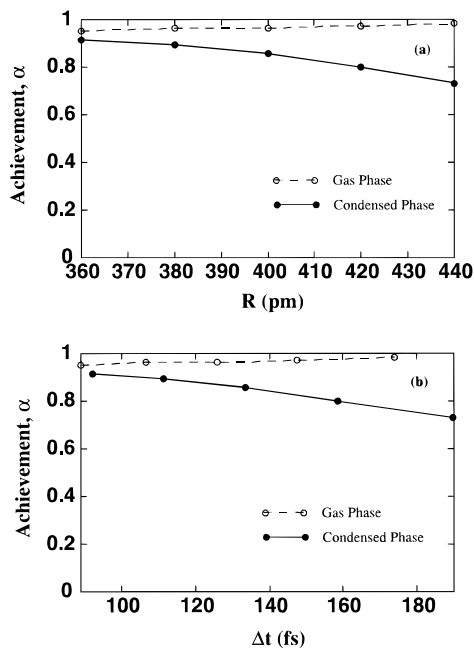 1
(a)
0.8
0.6
0.4
Gas Phase
0.2
Condensed Phase
0
360 370 380 390 400 410 420 430 440
Achievement, α
R (pm)
1
(b)
0.8
0.6
0.4
Gas Phase
0.2
Condensed Phase
0
100 120 140 160 180
Achievement, α
Δt (fs)